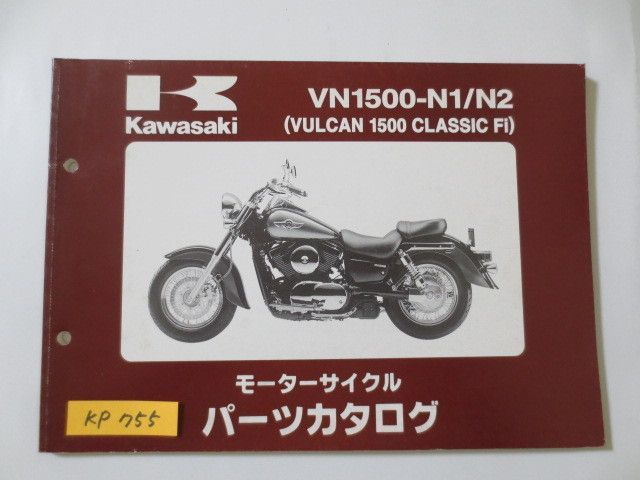 Kawasaki
VN1500-N1/N2
(VULCAN 1500 CLASSIC Fi)
モーターサイクル
パーツカタログ
KP 755